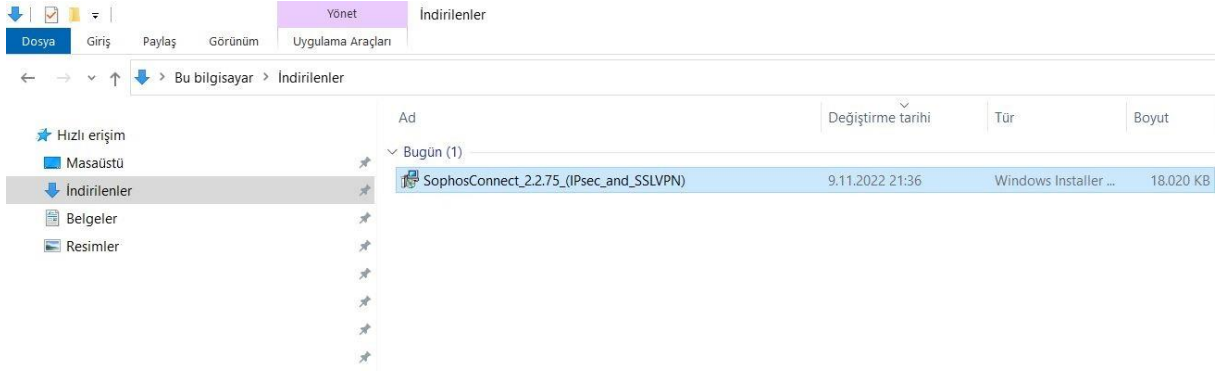 Yönet İndirilenler
Dosya Giriş Paylaş Görünüm Uygulama Araçları
Bu bilgisayar > İndirilenler
Ad Değiştirme tarihi Tür Boyut
Hızlı erişim
Bugün (1)
Masaüstü
SophosConnect_2.2.75_(IPsec_and_SSLVPN) 9.11.2022 21:36 Windows Installer ... 18.020 KB
İndirilenler
Belgeler
Resimler